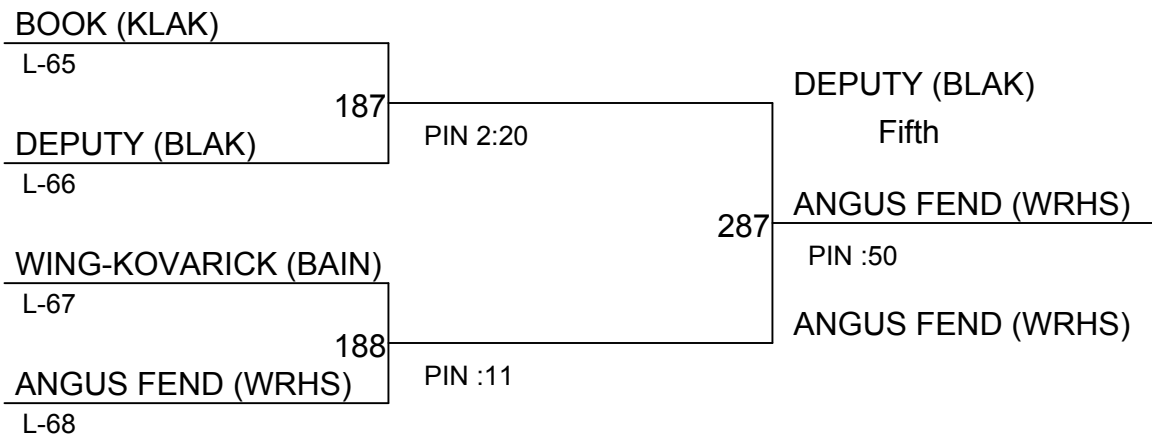 BOOK (KLAK)
L-65
187
DEPUTY (BLAK)
L-66
PIN 2:20
WING-KOVARICK (BAIN)
L-67
188
ANGUS FEND (WRHS)
L-68
PIN :11
DEPUTY (BLAK)
Fifth
287
ANGUS FEND (WRHS)
PIN :50
ANGUS FEND (WRHS)